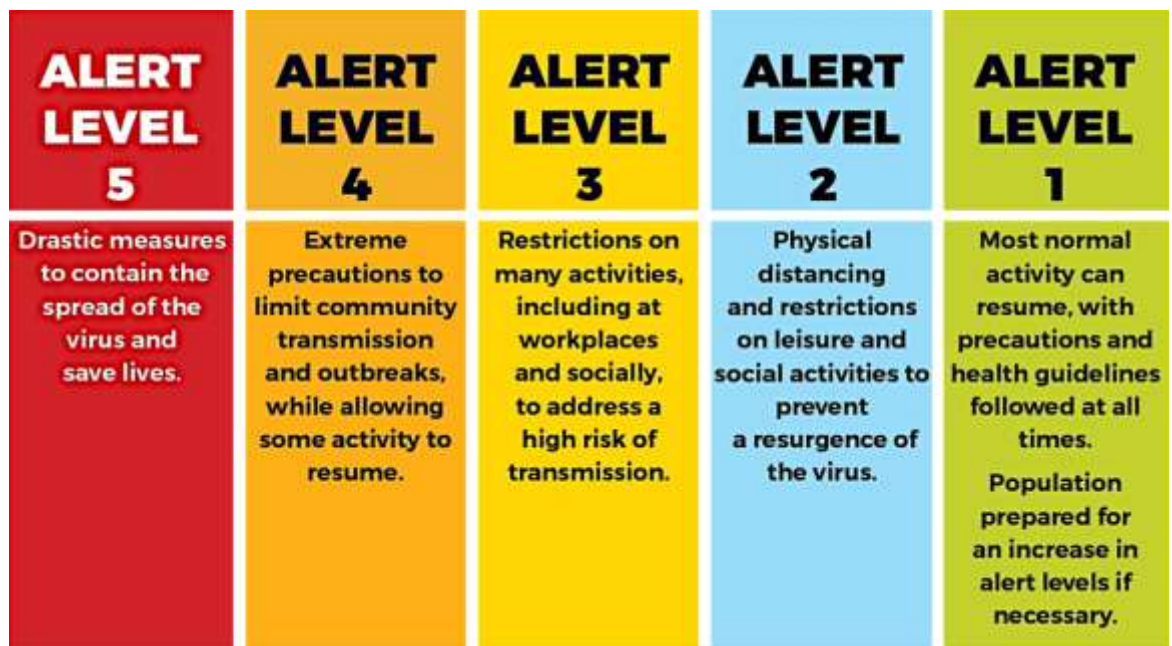 ALERT
LEVEL
5
Drastic measures
to contain the
spread of the
virus and
save lives.
ALERT
LEVEL
4
Extreme
precautions to
limit community
transmission
and outbreaks,
while allowing
some activity to
resume.
ALERT
LEVEL
3
Restrictions on
many activities,
including at
workplaces
and socially,
to address a
high risk of
transmission.
ALERT
LEVEL
2
Physical
distancing
and restrictions
on leisure and
social activities to
prevent
a resurgence of
the virus.
ALERT
LEVEL
1
Most normal
activity can
resume, with
precautions and
health guidelines
followed at all
times.
Population
prepared for
an increase in
alert levels if
necessary.